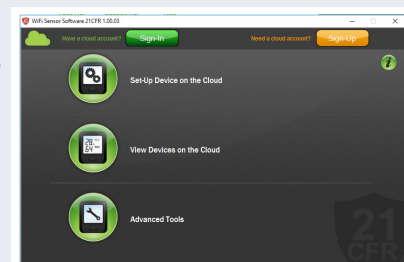 WiFi Sensor Software 21CFR 1.00.03
Have a cloud account? Sign-In Need a cloud account? Sign-Up
Set-Up Device on the Cloud
View Devices on the Cloud
Advanced Tools
21
CFR